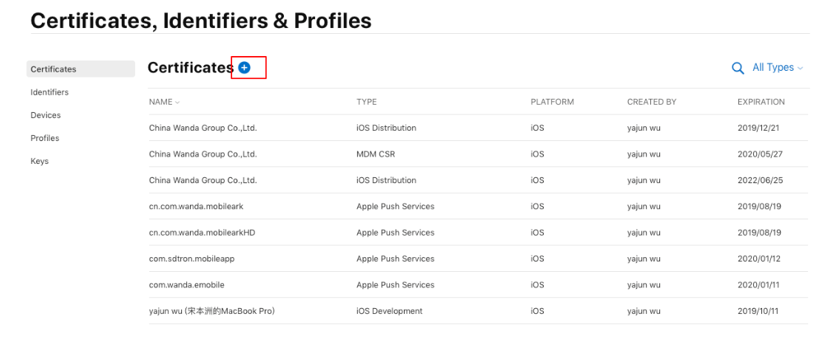 Certificates, Identifiers & Profiles
Certificates
Identifiers
Devices
Profiles
Keys
Certificates
All Types
NAME TYPE PLATFORM CREATED BY EXPIRATION
China Wanda Group Co.,Ltd. iOS Distribution iOS yajun wu 2019/12/21
China Wanda Group Co.,Ltd. MDM CSR iOS yajun wu 2020/05/27
China Wanda Group Co.,Ltd. iOS Distribution iOS yajun wu 2022/06/25
cn.com.wanda.mobileark Apple Push Services iOS yajun wu 2019/08/19
cn.com.wanda.mobilearkHD Apple Push Services iOS yajun wu 2019/08/19
com.sdtron.mobileapp Apple Push Services iOS yajun wu 2020/01/12
com.wanda.emobile Apple Push Services iOS yajun wu 2020/01/11
yajun wu (宋本洲的MacBook Pro) iOS Development iOS yajun wu 2019/10/11